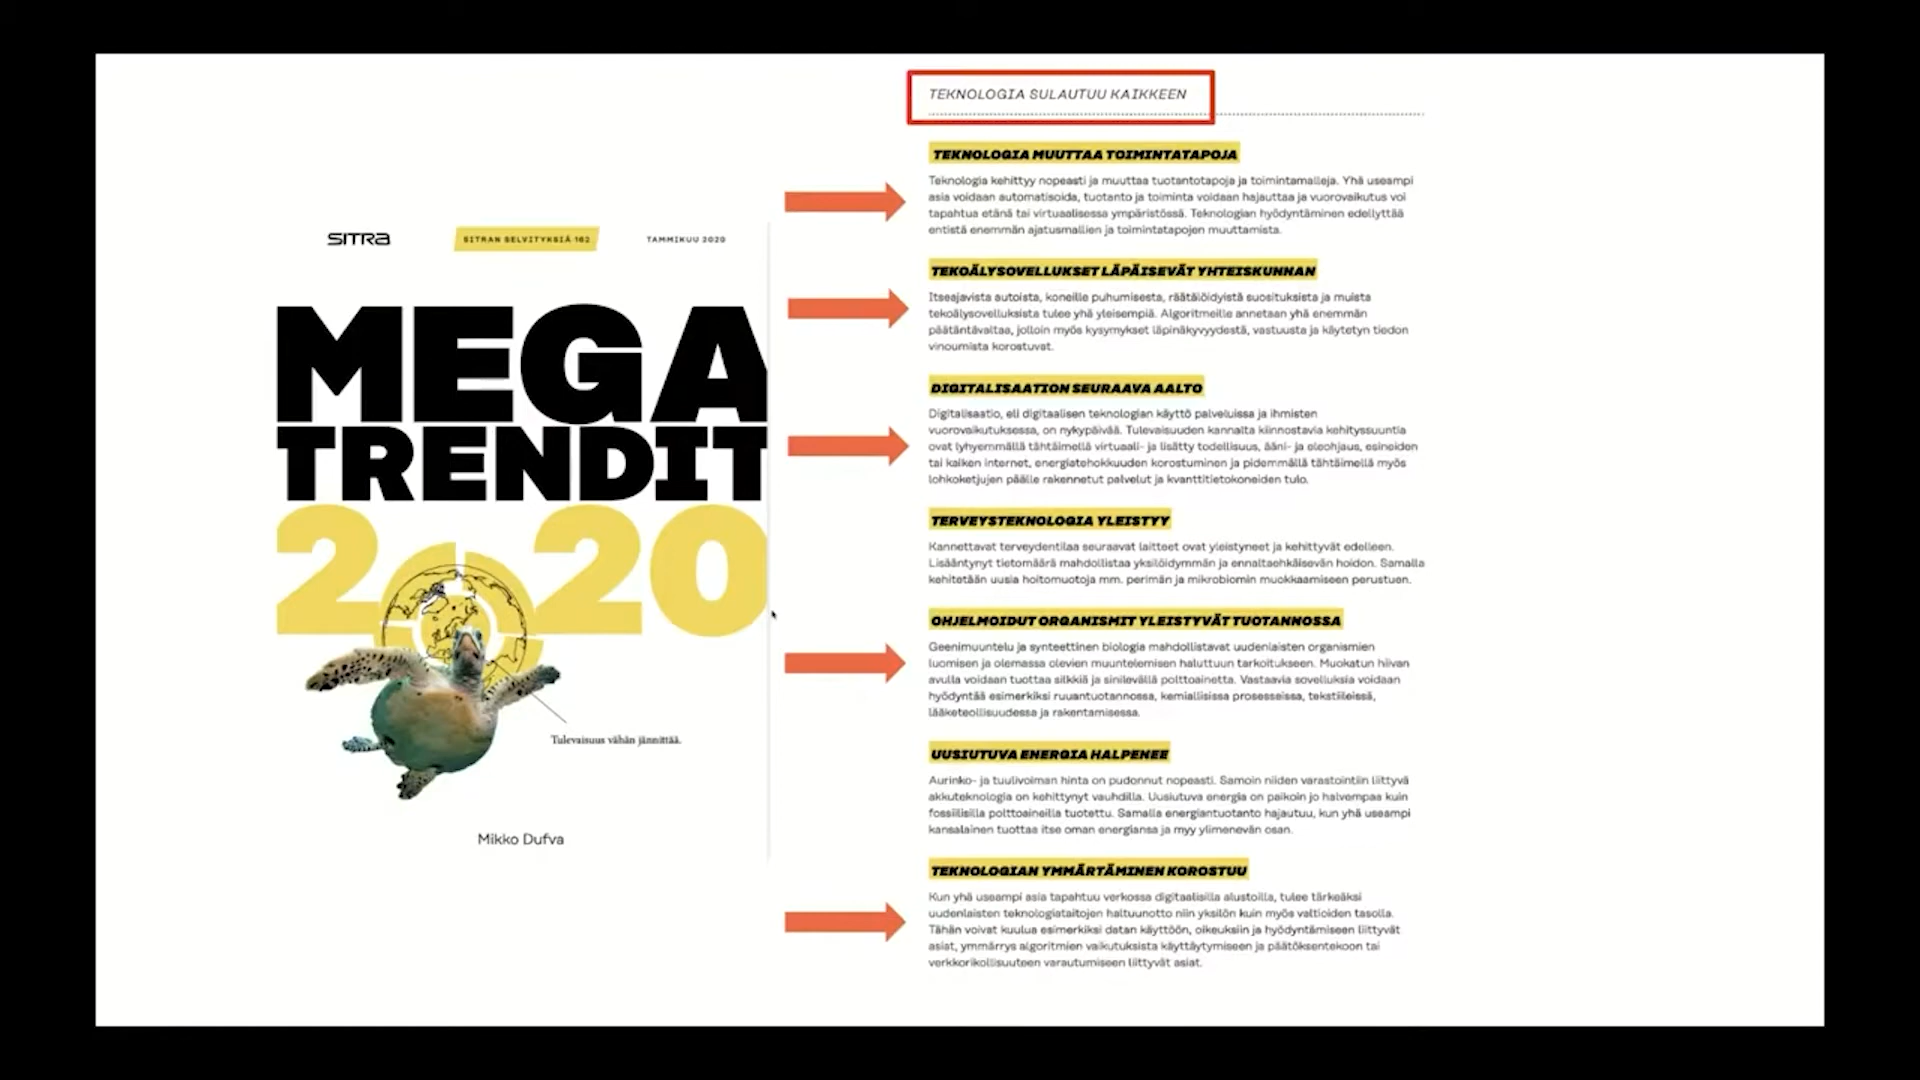 SITRA
SITRAN SELVITYKSIÄ 162
TAMMIKUU 2020
MEGA
TRENDIT
2020
Tulevaisuus vähän jännittää.
Mikko Dufva
TEKNOLOGIA SULAUTUU KAIKKEEN
TEKNOLOGIA MUUTTAA TOIMINTATAPOJA
Teknologia kehittyy nopeasti ja muuttaa tuotantotapoja ja toimintamalleja. Yhä useampi
asia voidaan automatisoida, tuotanto ja toiminta voidaan hajauttaa ja vuorovaikutus voi
tapahtua etänä tai virtuaalisessa ympäristössä. Teknologian hyödyntäminen edellyttää
entistä enemmän ajatusmallien ja toimintatapojen muuttamista.
TEKOÄLYSOVELLUKSET LÄPÄISEVÄT YHTEISKUNNAN
Itseajavista autoista, koneille puhumisesta, räätälöidyistä suosituksista ja muista
tekoälysovelluksista tulee yhä yleisempiä. Algoritmeille annetaan yhä enemmän
päätäntävaltaa, jolloin myös kysymykset läpinäkyvyydestä, vastuusta ja käytetyn tiedon
vinoumista korostuvat.
DIGITALISAATION SEURAAVA AALTO
Digitalisaatio, eli digitaalisen teknologian käyttö palveluissa ja ihmisten
vuorovaikutuksessa, on nykypäivää. Tulevaisuuden kannalta kiinnostavia kehityssuuntia
ovat lyhyemmällä tähtäimellä virtuaali- ja lisätty todellisuus, ääni- ja eleohjaus, esineiden
tai kaiken internet, energiatehokkuuden korostuminen ja pidemmällä tähtäimellä myös
lohkoketjujen päälle rakennetut palvelut ja kvanttitietokoneiden tulo.
TERVEYSTEKNOLOGIA YLEISTYY
Kannettavat terveydentilaa seuraavat laitteet ovat yleistyneet ja kehittyvät edelleen.
Lisääntynyt tietomäärä mahdollistaa yksilöidymmän ja ennaltaehkäisevän hoidon. Samalla
kehitetään uusia hoitomuotoja mm. perimän ja mikrobiomin muokkaamiseen perustuen.
OHJELMOIDUT ORGANISMIT YLEISTYVÄT TUOTANNOSSA
Geenimuuntelu ja synteettinen biologia mahdollistavat uudenlaisten organismien
luomisen ja olemassa olevien muuntelemisen haluttuun tarkoitukseen. Muokatun hiivan
avulla voidaan tuottaa silkkiä ja sinilevällä polttoainetta. Vastaavia sovelluksia voidaan
hyödyntää esimerkiksi ruuantuotannossa, kemiallisissa prosesseissa, tekstiileissä,
lääketeollisuudessa ja rakentamisessa.
UUSIUTUVA ENERGIA HALPENEE
Aurinko- ja tuulivoiman hinta on pudonnut nopeasti. Samoin niiden varastointiin liittyvä
akkuteknologia on kehittynyt vauhdilla. Uusiutuva energia on paikoin jo halvempaa kuin
fossiilisilla polttoaineilla tuotettu. Samalla energiantuotanto hajautuu, kun yhä useampi
kansalainen tuottaa itse oman energiansa ja myy ylimenevän osan.
TEKNOLOGIAN YMMÄRTÄMINEN KOROSTUU
Kun yhä useampi asia tapahtuu verkossa digitaalisilla alustoilla, tulee tärkeäksi
uudenlaisten teknologiataitojen haltuunotto niin yksilön kuin myös valtioiden tasolla.
Tähän voivat kuulua esimerkiksi datan käyttöön, oikeuksiin ja hyödyntämiseen liittyvät
asiat, ymmärrys algoritmien vaikutuksista käyttäytymiseen ja päätöksentekoon tai
verkkorikollisuuteen varautumiseen liittyvät asiat.